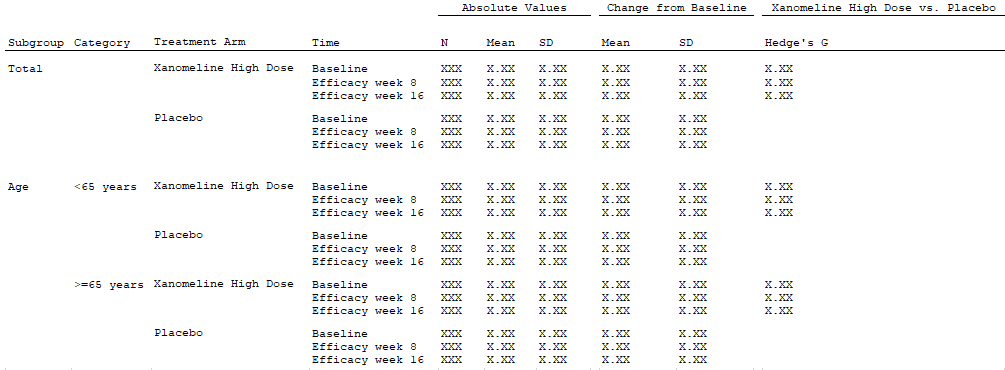 Absolute Values Change from Baseline Xanomeline High Dose vs. Placebo
Subgroup Category Treatment Arm Time N Mean SD Mean SD Hedge's G
Total Xanomeline High Dose Baseline XXX X.XX X.XX X.XX X.XX X.XX
Efficacy week 8 XXX X.XX X.XX X.XX X.XX X.XX
Efficacy week 16 XXX X.XX X.XX X.XX X.XX X.XX
Placebo Baseline XXX X.XX X.XX X.XX X.XX
Efficacy week 8 XXX X.XX X.XX X.XX X.XX
Efficacy week 16 XXX X.XX X.XX X.XX X.XX
Age <65 years Xanomeline High Dose Baseline XXX X.XX X.XX X.XX X.XX X.XX
Efficacy week 8 XXX X.XX X.XX X.XX X.XX X.XX
Efficacy week 16 XXX X.XX X.XX X.XX X.XX X.XX
Placebo Baseline XXX X.XX X.XX X.XX X.XX
Efficacy week 8 XXX X.XX X.XX X.XX X.XX
Efficacy week 16 XXX X.XX X.XX X.XX X.XX
>=65 years Xanomeline High Dose Baseline XXX X.XX X.XX X.XX X.XX X.XX
Efficacy week 8 XXX X.XX X.XX X.XX X.XX X.XX
Efficacy week 16 XXX X.XX X.XX X.XX X.XX X.XX
Placebo Baseline XXX X.XX X.XX X.XX X.XX
Efficacy week 8 XXX X.XX X.XX X.XX X.XX
Efficacy week 16 XXX X.XX X.XX X.XX X.XX